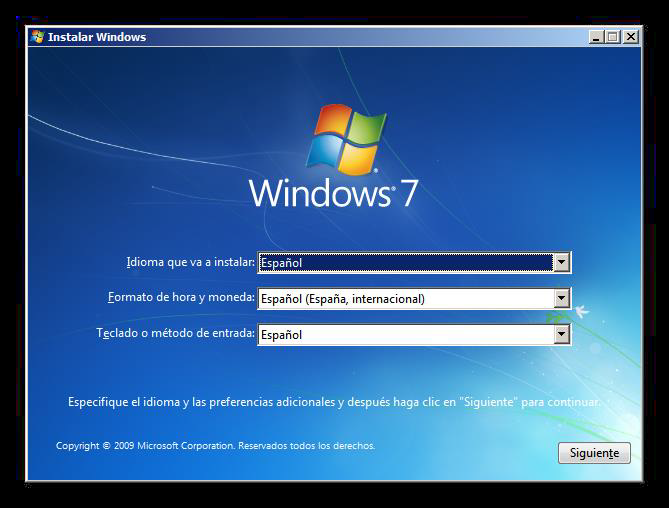 Instalar Windows
Windows® 7
Idioma que va a instalar: Español
Formato de hora y moneda: Español (España, internacional)
Teclado o método de entrada: Español
Especifique el idioma y las preferencias adicionales y después haga clic en "Siguiente" para continuar.
Copyright © 2009 Microsoft Corporation. Reservados todos los derechos.
Siguiente